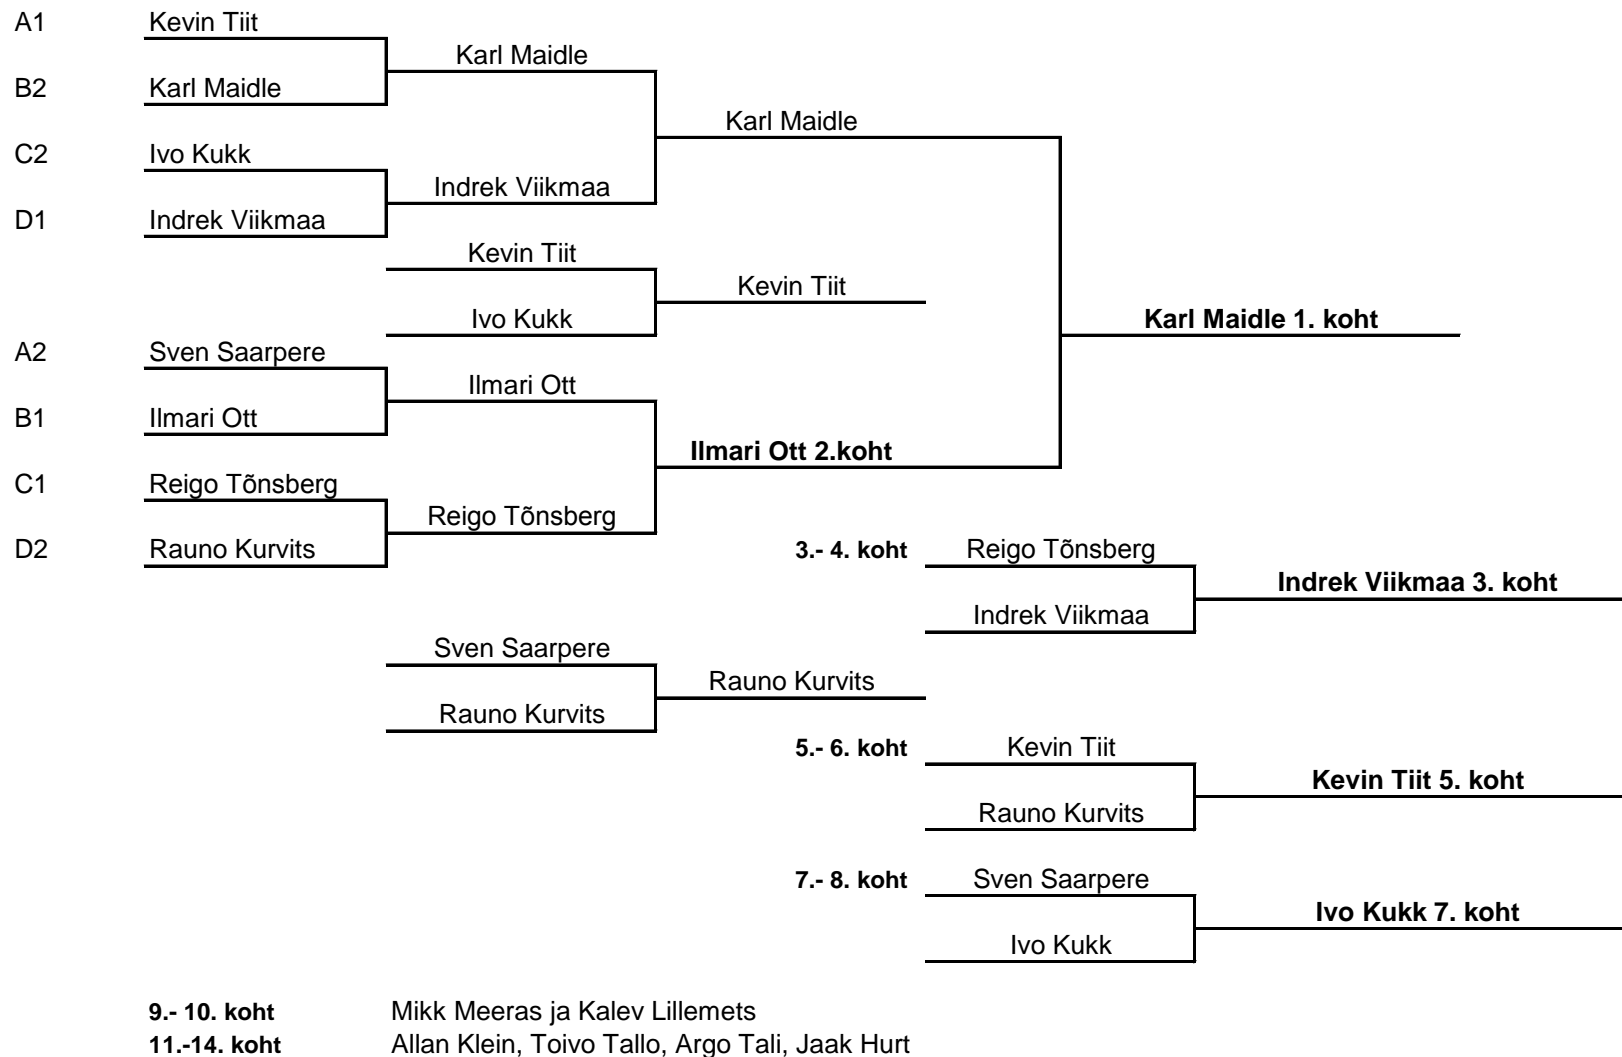 A1 Kevin Tiit
Karl Maidle
B2 Karl Maidle
Karl Maidle
C2 Ivo Kukk
Indrek Viikmaa
D1 Indrek Viikmaa
Kevin Tiit
Kevin Tiit
Ivo Kukk Karl Maidle 1. koht
A2 Sven Saarpere
Ilmari Ott
B1 Ilmari Ott
Ilmari Ott 2.koht
C1 Reigo Tõnsberg
Reigo Tõnsberg
D2 Rauno Kurvits 3.- 4. koht Reigo Tõnsberg
Indrek Viikmaa 3. koht
Indrek Viikmaa
Sven Saarpere
Rauno Kurvits
Rauno Kurvits
5.- 6. koht Kevin Tiit
Kevin Tiit 5. koht
Rauno Kurvits
7.- 8. koht Sven Saarpere
Ivo Kukk 7. koht
Ivo Kukk
9.- 10. koht Mikk Meeras ja Kalev Lillemets
11.-14. koht Allan Klein, Toivo Tallo, Argo Tali, Jaak Hurt